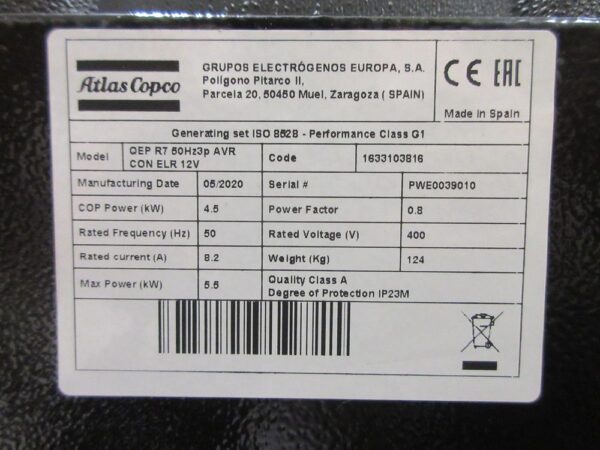 Atlas Copco
GRUPOS ELECTRÓGENOS EUROPA, S.A.
Polígono Pitarco II,
Parcela 20, 50450 Muel, Zaragoza ( SPAIN)
CE EAC
Made in Spain
Generating set ISO 8528 - Performance Class G1
Model QEP R7 50Hz3p AVR CON ELR 12V Code 1633103816
Manufacturing Date 05/2020 Serial # PWE0039010
COP Power (kW) 4.5 Power Factor 0.8
Rated Frequency (Hz) 50 Rated Voltage (V) 400
Rated current (A) 8.2 Weight (Kg) 124
Max Power (kW) 5.5 Quality Class A
Degree of Protection IP23M